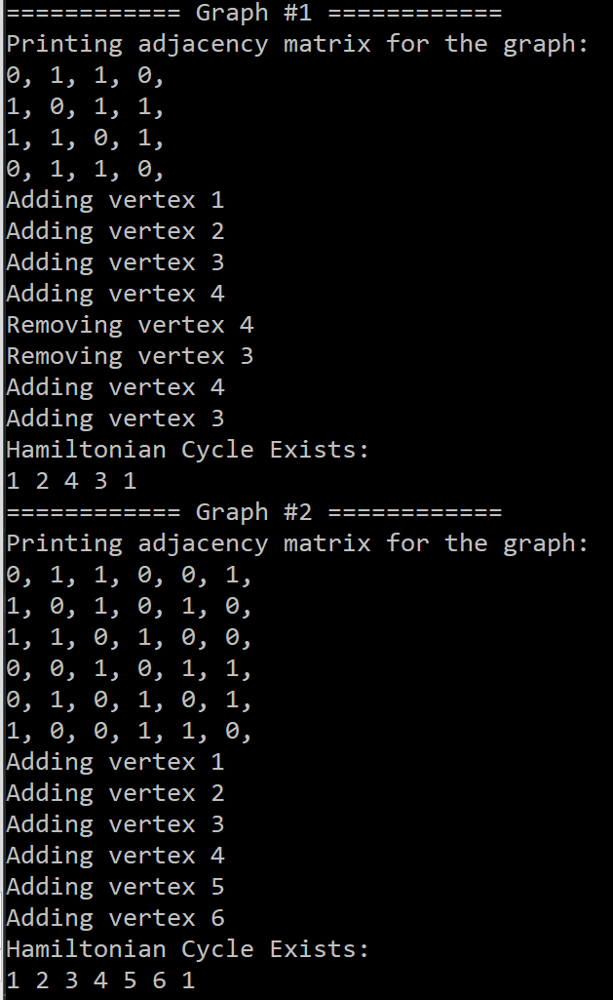 ============ Graph #1 ============
Printing adjacency matrix for the graph:
0, 1, 1, 0,
1, 0, 1, 1,
1, 1, 0, 1,
0, 1, 1, 0,
Adding vertex 1
Adding vertex 2
Adding vertex 3
Adding vertex 4
Removing vertex 4
Removing vertex 3
Adding vertex 4
Adding vertex 3
Hamiltonian Cycle Exists:
1 2 4 3 1
============ Graph #2 ============
Printing adjacency matrix for the graph:
0, 1, 1, 0, 0, 1,
1, 0, 1, 0, 1, 0,
1, 1, 0, 1, 0, 0,
0, 0, 1, 0, 1, 1,
0, 1, 0, 1, 0, 1,
1, 0, 0, 1, 1, 0,
Adding vertex 1
Adding vertex 2
Adding vertex 3
Adding vertex 4
Adding vertex 5
Adding vertex 6
Hamiltonian Cycle Exists:
1 2 3 4 5 6 1